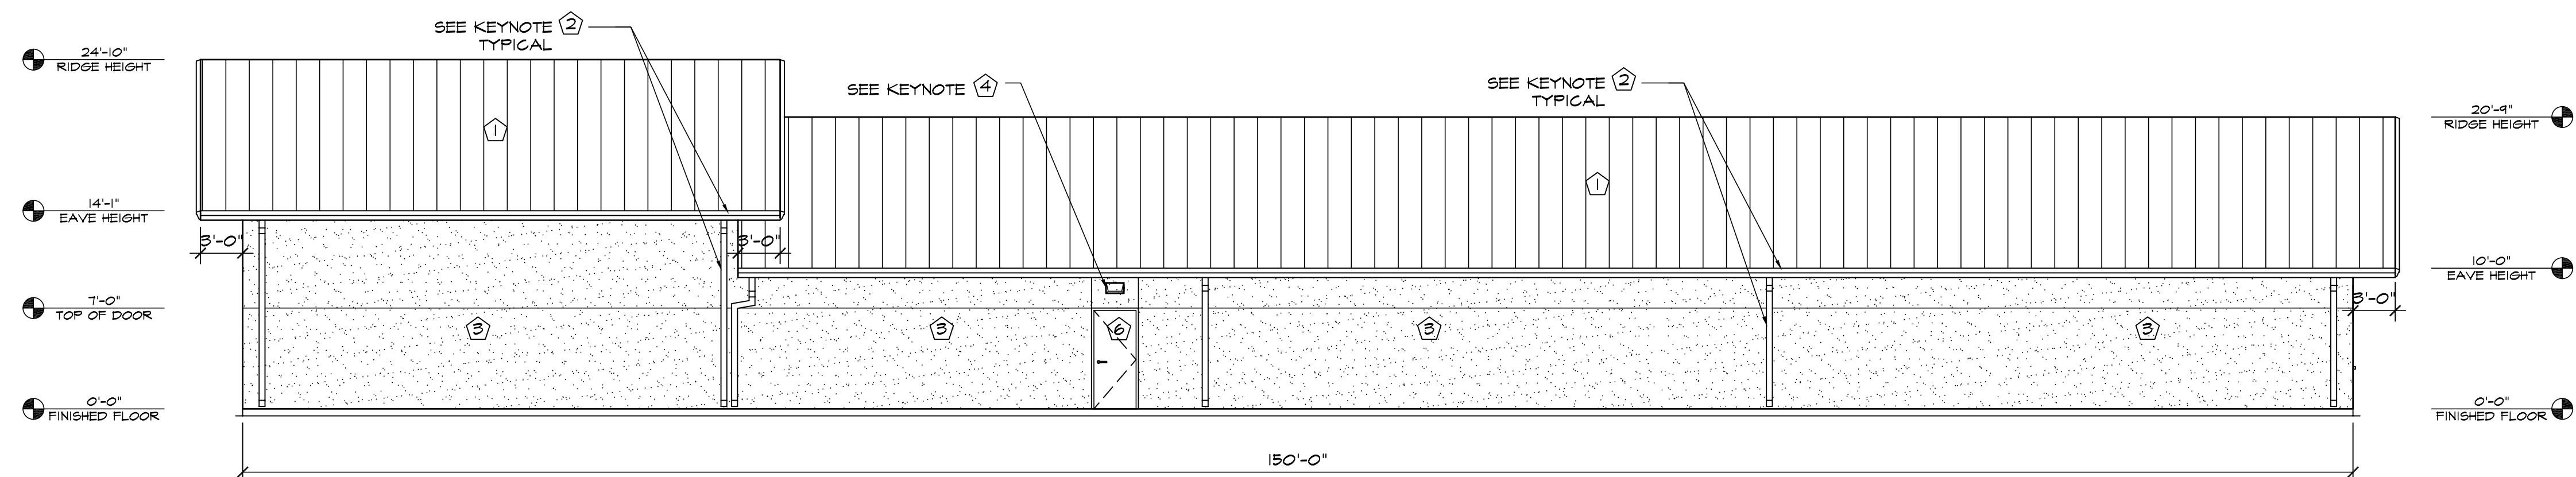 SEE KEYNOTE 2
TYPICAL
24'-10"
RIDGE HEIGHT
SEE KEYNOTE 4
SEE KEYNOTE 2
TYPICAL
20'-9"
RIDGE HEIGHT
1
1
14'-1"
EAVE HEIGHT
3'-0"
3'-0"
10'-0"
EAVE HEIGHT
7'-0"
TOP OF DOOR
3'-0"
3
3
6
3
3
0'-0"
FINISHED FLOOR
0'-0"
FINISHED FLOOR
150'-0"